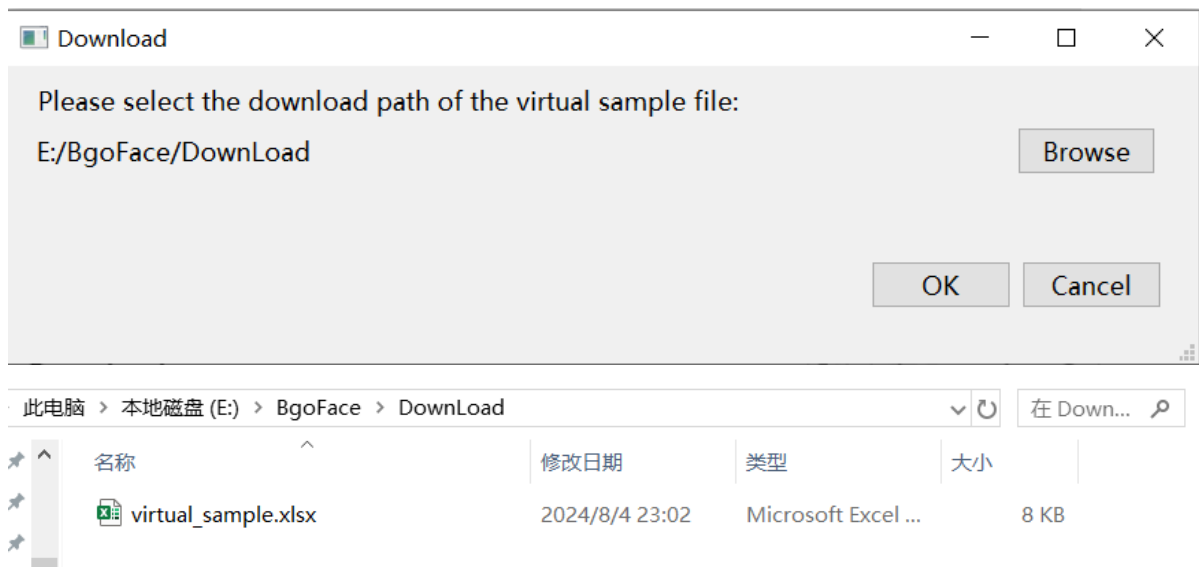 Download
Please select the download path of the virtual sample file:
E:/BgoFace/DownLoad
Browse
OK
Cancel
此电脑 > 本地磁盘 (E:) > BgoFace > DownLoad
在 Down...
名称 修改日期 类型 大小
virtual_sample.xlsx 2024/8/4 23:02 Microsoft Excel ... 8 KB